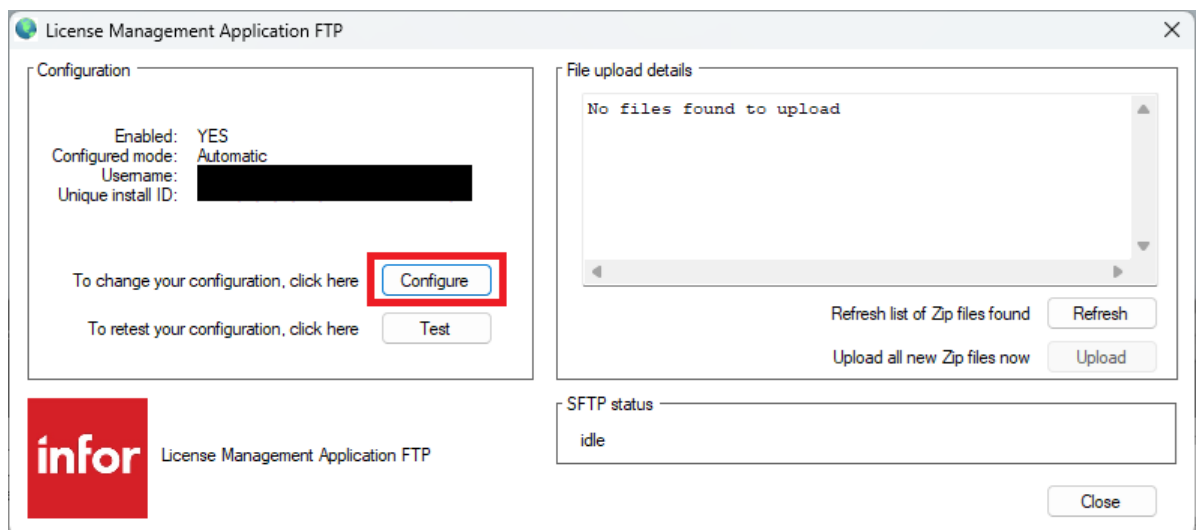 License Management Application FTP
Configuration
Enabled: YES
Configured mode: Automatic
Username:
Unique install ID:
To change your configuration, click here Configure
To retest your configuration, click here Test
File upload details
No files found to upload
Refresh list of Zip files found Refresh
Upload all new Zip files now Upload
SFTP status
idle
infor License Management Application FTP
Close